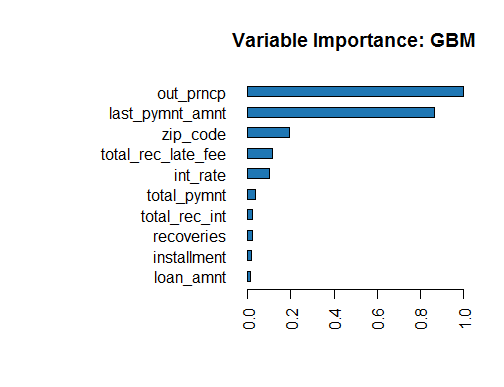 Variable Importance: GBM
out_prncp
last_pymnt_amnt
zip_code
total_rec_late_fee
int_rate
total_pymnt
total_rec_int
recoveries
installment
loan_amnt
0.0 0.2 0.4 0.6 0.8 1.0